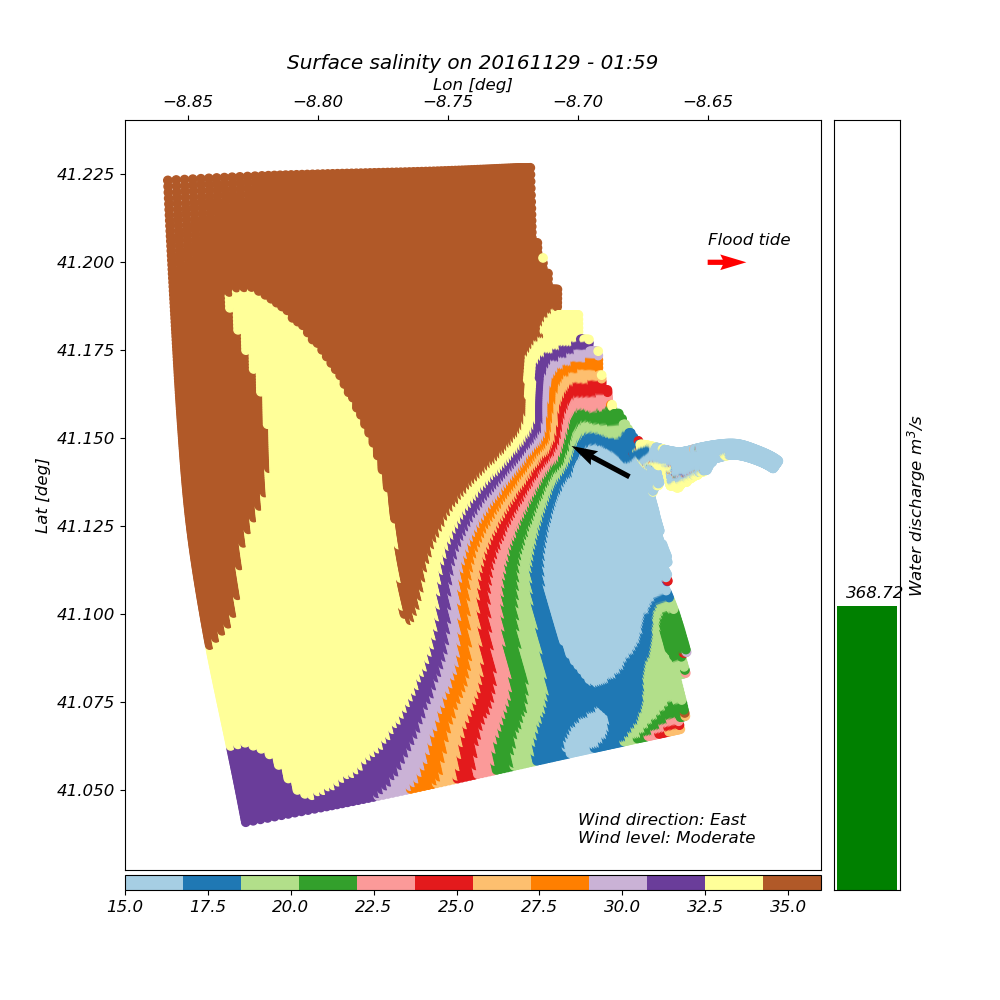 Surface salinity on 20161129 - 01:59
Lon [deg]
−8.85 −8.80 −8.75 −8.70 −8.65
41.225
41.200
41.175
41.150
41.125
41.100
41.075
41.050
Lat [deg]
Flood tide
Water discharge m³/s
368.72
Wind direction: East
Wind level: Moderate
15.0 17.5 20.0 22.5 25.0 27.5 30.0 32.5 35.0